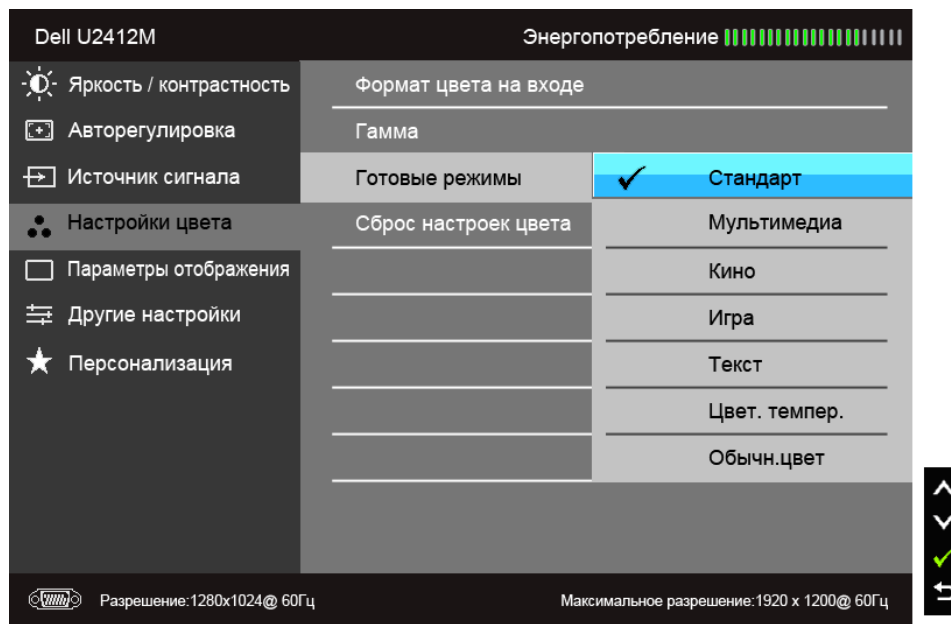 Dell U2412M Энергопотребление
Яркость / контрастность Формат цвета на входе
Авторегулировка Гамма
Источник сигнала Готовые режимы Стандарт
Настройки цвета Сброс настроек цвета Мультимедиа
Параметры отображения Кино
Другие настройки Игра
Персонализация Текст
Цвет. темпер.
Обычн.цвет
Разрешение:1280x1024@ 60Гц Максимальное разрешение:1920 x 1200@ 60Гц